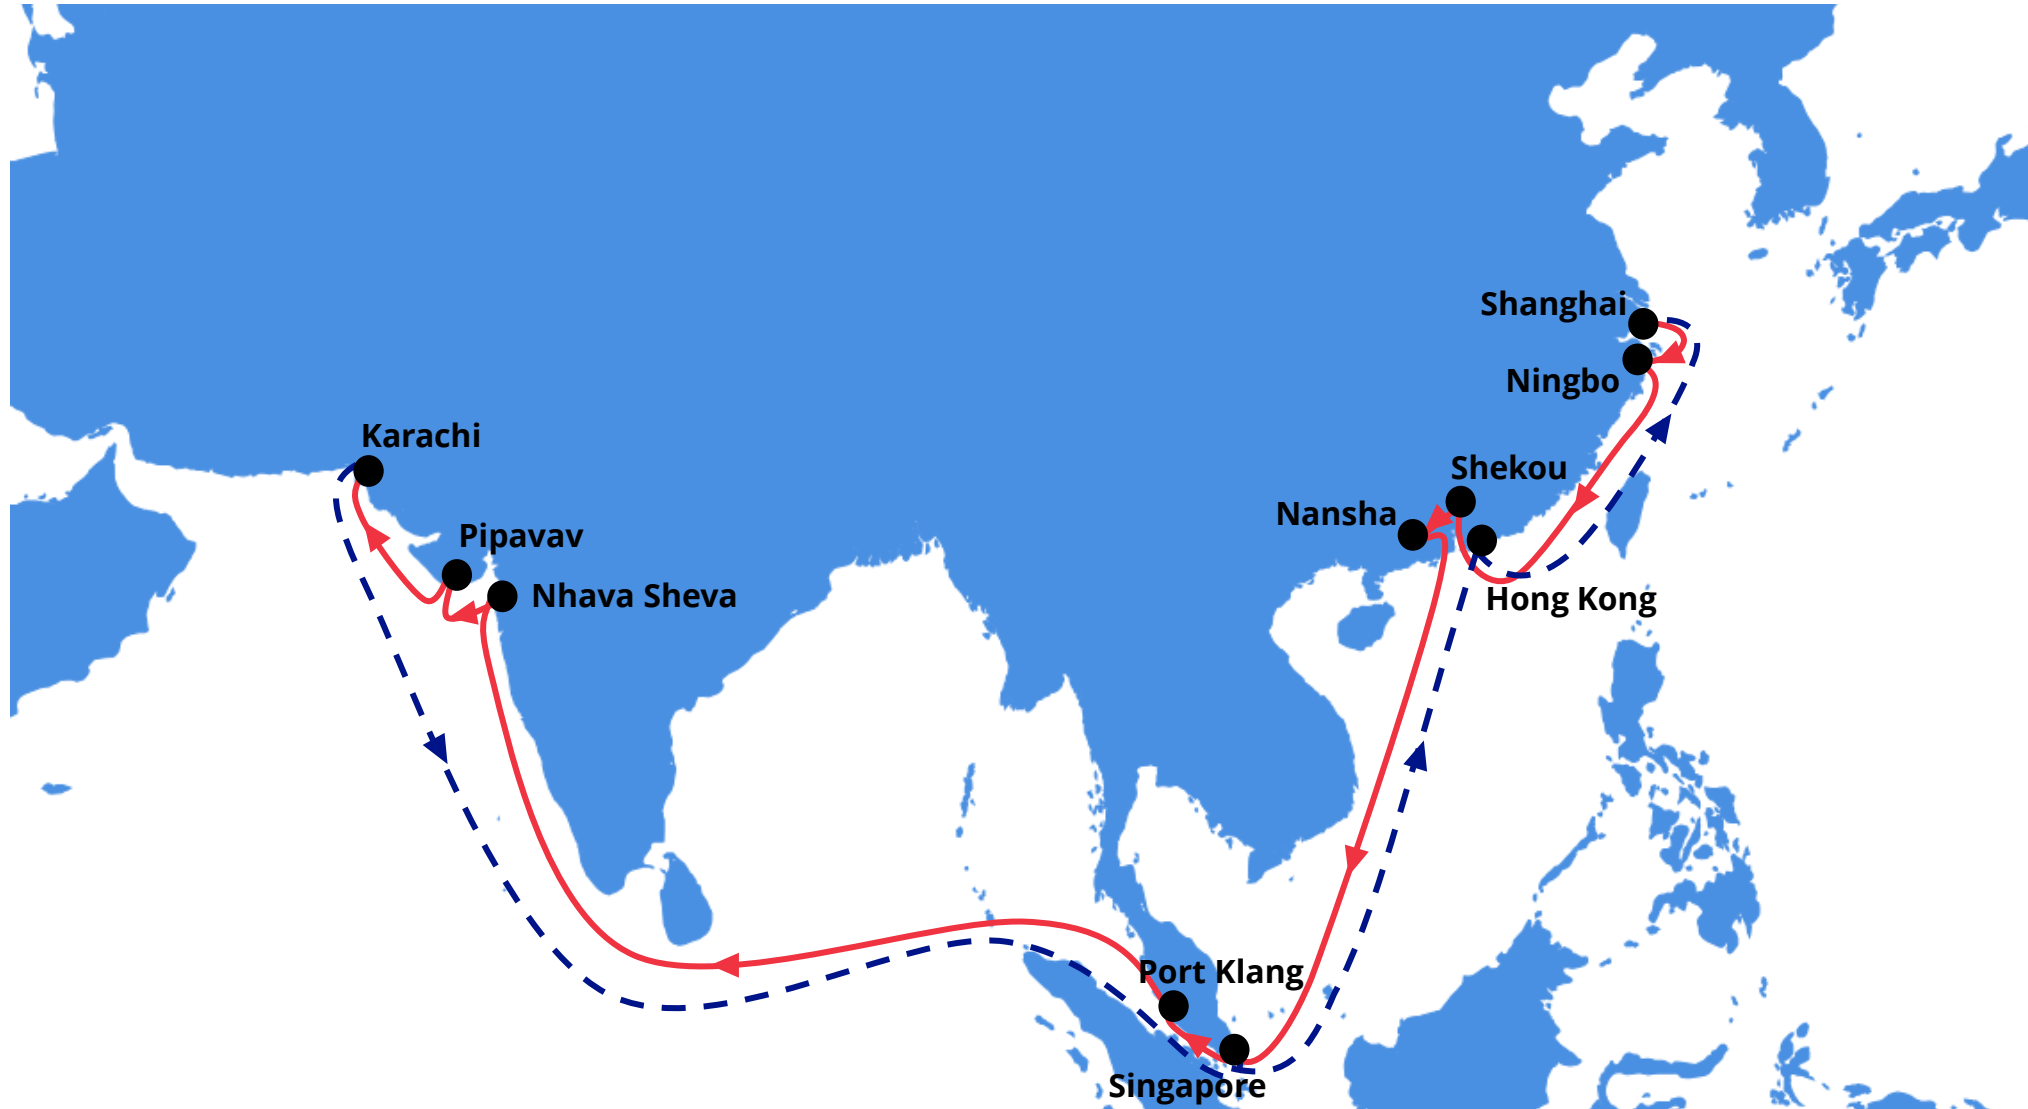 Shanghai
Ningbo
Karachi
Shekou
Nansha
Pipavav
Nhava Sheva
Hong Kong
Port Klang
Singapore